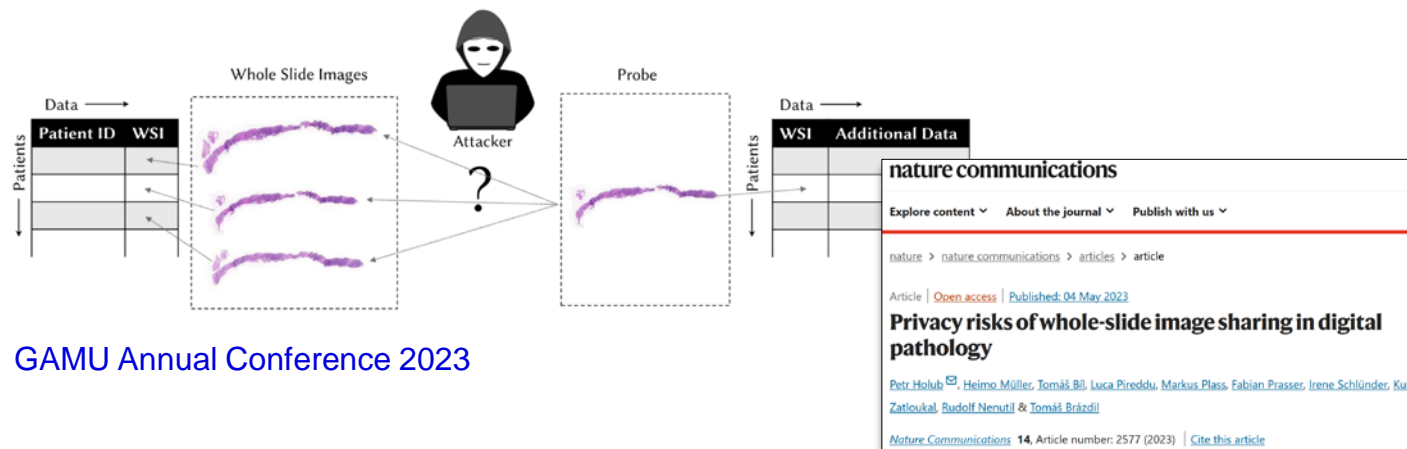 Whole Slide Images
Probe
Data
Patient ID WSI
Patients
Attacker
?
Data
WSI Additional Data
Patients
GAMU Annual Conference 2023
nature communications
Explore content About the journal Publish with us
nature > nature communications > articles > article
Article | Open access | Published: 04 May 2023
Privacy risks of whole-slide image sharing in digital
pathology
Petr Holub, Heimo Müller, Tomáš Bíl, Luca Pireddu, Markus Plass, Fabian Prasser, Irene Schlünder, Ku
Zatloukal, Rudolf Nenutil & Tomáš Brázdil
Nature Communications 14, Article number: 2577 (2023) | Cite this article